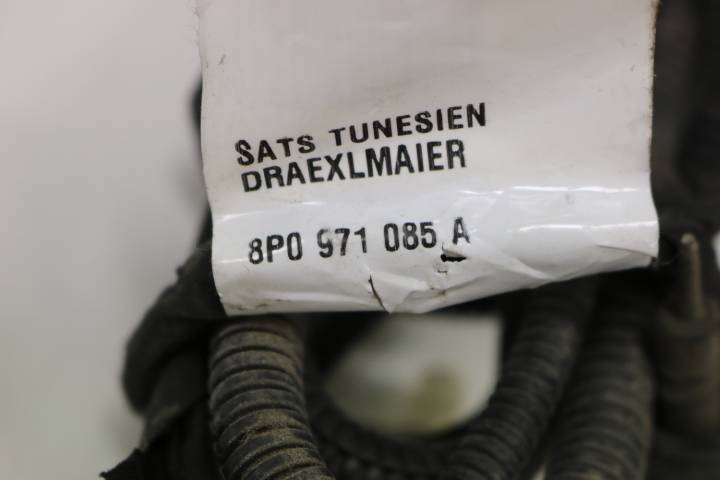 SATS TUNESIEN
DRAEXLMAIER
8P0 971 085 A